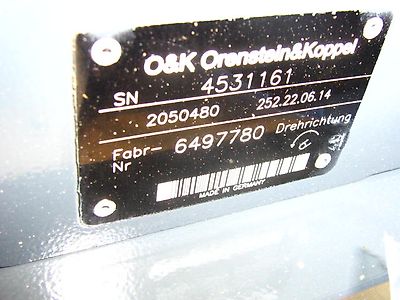 O&K Orenstein&Koppel
SN 4531161
2050480 252.22.06.14
Fabr-Nr 6497780 Drehrichtung
MADE IN GERMANY